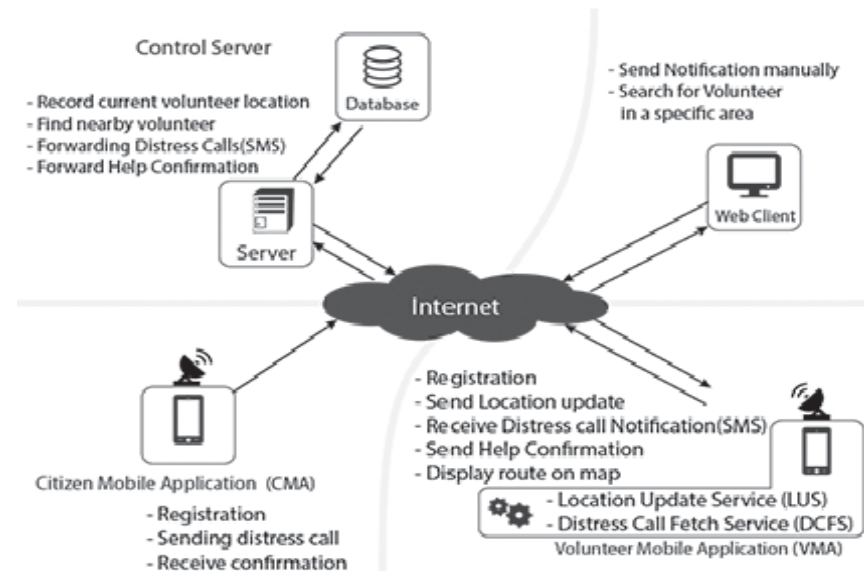 Control Server
Database
- Record current volunteer location
- Find nearby volunteer
- Forwarding Distress Calls(SMS)
- Forward Help Confirmation
Server
- Send Notification manually
- Search for Volunteer
in a specific area
Web Client
Internet
Citizen Mobile Application (CMA)
- Registration
- Sending distress call
- Receive confirmation
- Registration
- Send Location update
- Receive Distress call Notification(SMS)
- Send Help Confirmation
- Display route on map
- Location Update Service (LUS)
- Distress Call Fetch Service (DCFS)
Volunteer Mobile Application (VMA)